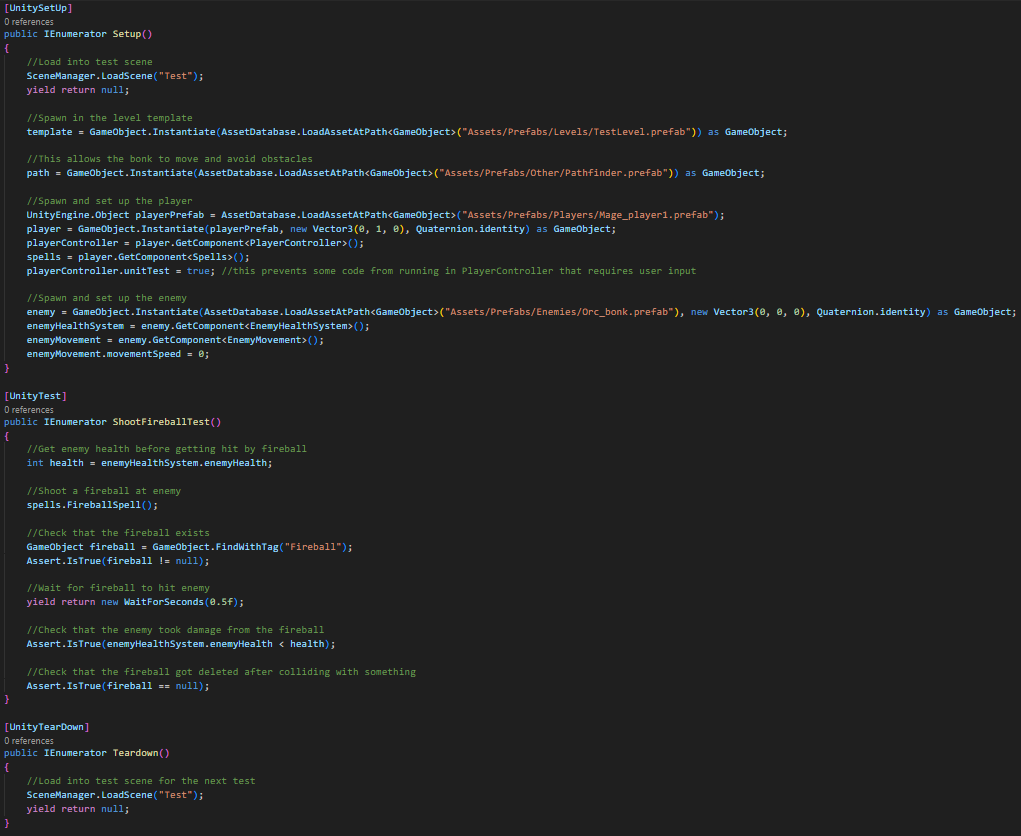 [UnitySetUp]
0 references
public IEnumerator Setup()
{
//Load into test scene
SceneManager.LoadScene("Test");
yield return null;
//Spawn in the level template
template = GameObject.Instantiate(AssetDatabase.LoadAssetAtPath<GameObject>("Assets/Prefabs/Levels/TestLevel.prefab")) as GameObject;
//This allows the bonk to move and avoid obstacles
path = GameObject.Instantiate(AssetDatabase.LoadAssetAtPath<GameObject>("Assets/Prefabs/Other/Pathfinder.prefab")) as GameObject;
//Spawn and set up the player
UnityEngine.Object playerPrefab = AssetDatabase.LoadAssetAtPath<GameObject>("Assets/Prefabs/Players/Mage_player1.prefab");
player = GameObject.Instantiate(playerPrefab, new Vector3(0, 1, 0), Quaternion.identity) as GameObject;
playerController = player.GetComponent<PlayerController>();
spells = player.GetComponent<Spells>();
playerController.unitTest = true; //this prevents some code from running in PlayerController that requires user input
//Spawn and set up the enemy
enemy = GameObject.Instantiate(AssetDatabase.LoadAssetAtPath<GameObject>("Assets/Prefabs/Enemies/Orc_bonk.prefab"), new Vector3(0, 0, 0), Quaternion.identity) as GameObject;
enemyHealthSystem = enemy.GetComponent<EnemyHealthSystem>();
enemyMovement = enemy.GetComponent<EnemyMovement>();
enemyMovement.movementSpeed = 0;
}
[UnityTest]
0 references
public IEnumerator ShootFireballTest()
{
//Get enemy health before getting hit by fireball
int health = enemyHealthSystem.enemyHealth;
//Shoot a fireball at enemy
spells.FireballSpell();
//Check that the fireball exists
GameObject fireball = GameObject.FindWithTag("Fireball");
Assert.IsTrue(fireball != null);
//Wait for fireball to hit enemy
yield return new WaitForSeconds(0.5f);
//Check that the enemy took damage from the fireball
Assert.IsTrue(enemyHealthSystem.enemyHealth < health);
//Check that the fireball got deleted after colliding with something
Assert.IsTrue(fireball == null);
}
[UnityTearDown]
0 references
public IEnumerator Teardown()
{
//Load into test scene for the next test
SceneManager.LoadScene("Test");
yield return null;
}